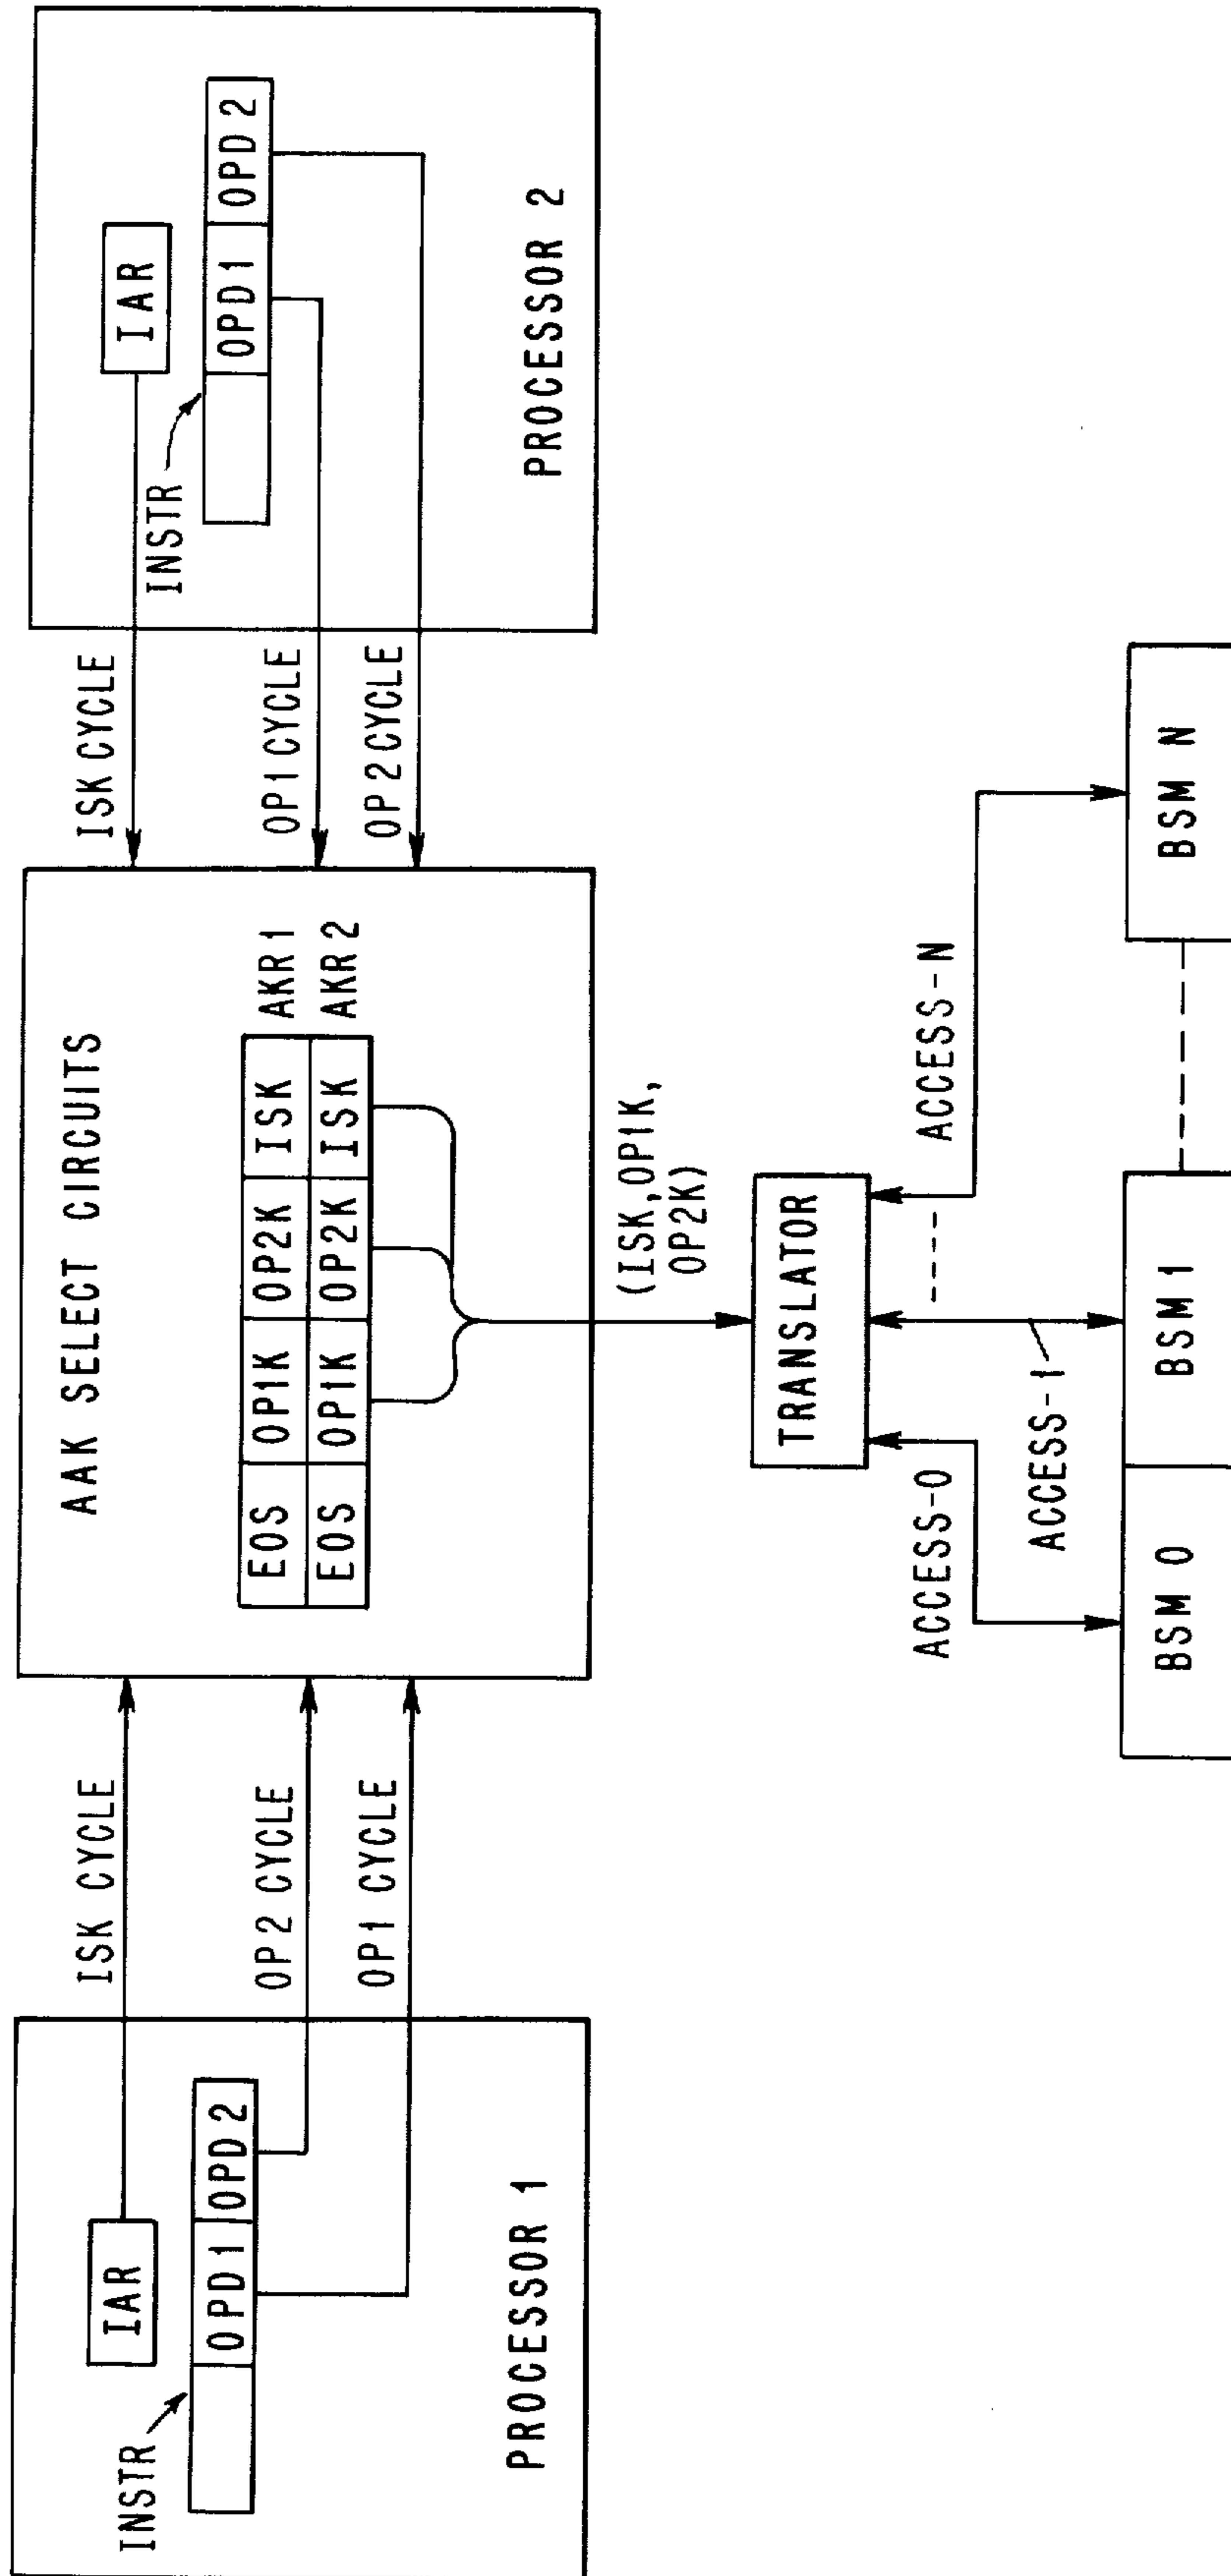 INSTR
IAR
OPD1 OPD2
PROCESSOR 1
ISK CYCLE
OP2 CYCLE
OP1 CYCLE
AAK SELECT CIRCUITS
EOS OP1K OP2K ISK AKR1
EOS OP1K OP2K ISK AKR2
ISK CYCLE
OP1 CYCLE
OP2 CYCLE
IAR
INSTR
OPD1 OPD2
PROCESSOR 2
(ISK,OP1K,
OP2K)
TRANSLATOR
ACCESS-0
ACCESS-1
ACCESS-N
BSM 0
BSM 1
BSM N